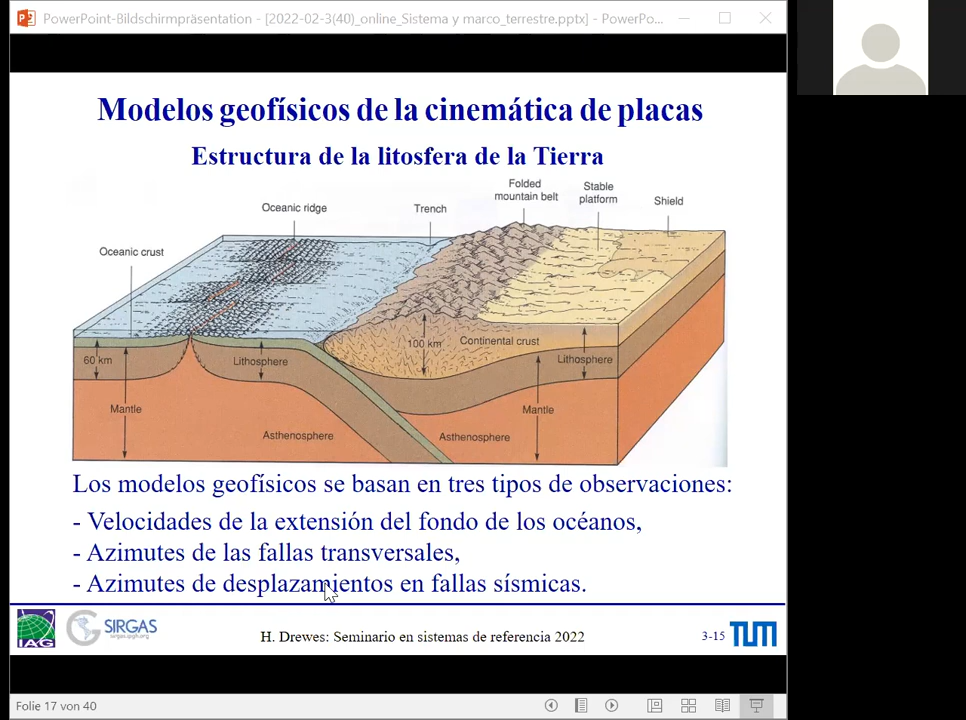 PowerPoint-Bildschirmpräsentation - [2022-02-3(40)_online_Sistema y marco_terrestre.pptx] - PowerPo...
Modelos geofísicos de la cinemática de placas
Estructura de la litosfera de la Tierra
Oceanic crust
Oceanic ridge
Trench
Folded
mountain belt
Stable
platform
Shield
60 km
Lithosphere
100 km
Continental crust
Lithosphere
Mantle
Asthenosphere
Asthenosphere
Mantle
Los modelos geofísicos se basan en tres tipos de observaciones:
- Velocidades de la extensión del fondo de los océanos,
- Azimutes de las fallas transversales,
- Azimutes de desplazamientos en fallas sísmicas.
IAG
SIRGAS
H. Drewes: Seminario en sistemas de referencia 2022
3-15
TUM
Folie 17 von 40